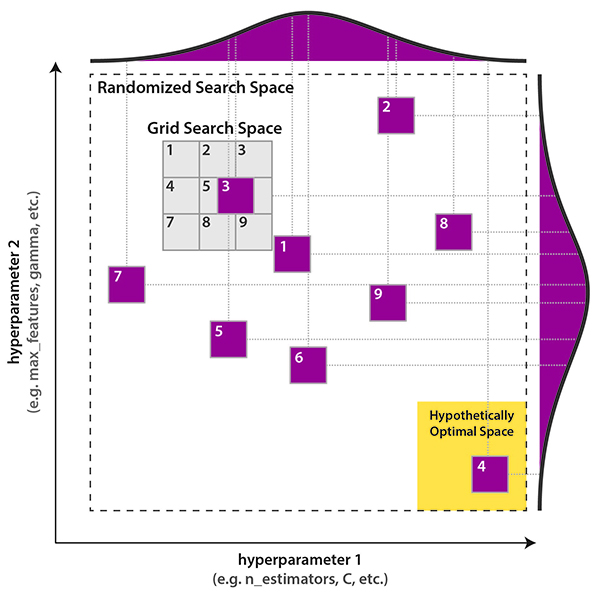 Randomized Search Space
2
Grid Search Space
1 2 3
4 5 3
7 8 9
8
1
7
9
5
6
Hypothetically
Optimal Space
4
hyperparameter 2
(e.g. max_features, gamma, etc.)
hyperparameter 1
(e.g. n_estimators, C, etc.)